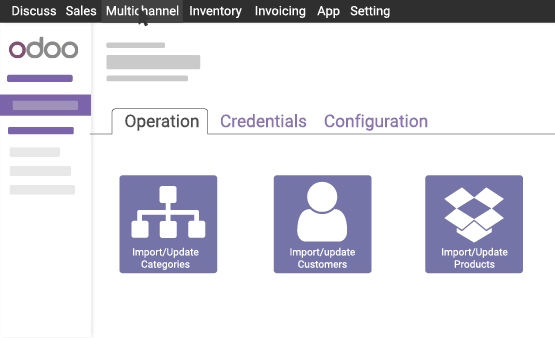 Discuss Sales Multichannel Inventory Invoicing App Setting
odoo
Operation Credentials Configuration
Import/Update
Categories
Import/update
Customers
Import/Update
Products